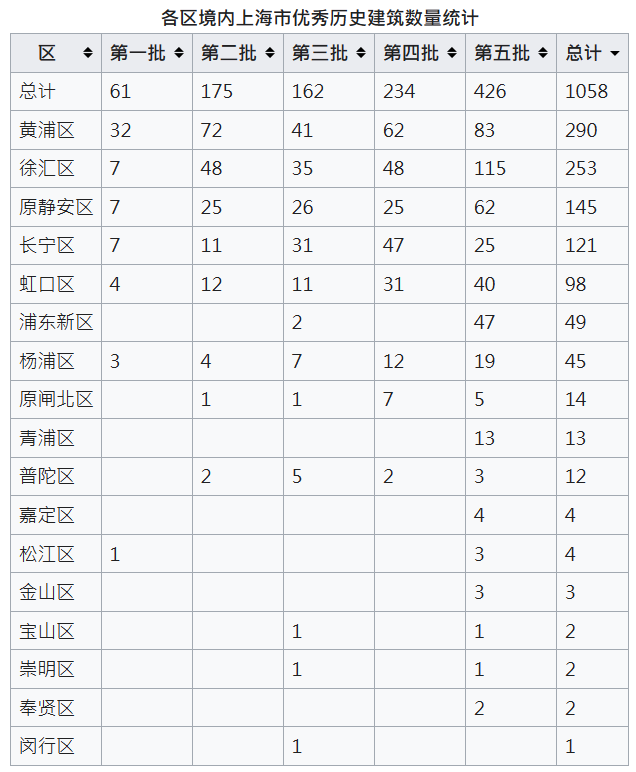 各区境内上海市优秀历史建筑数量统计
区 第一批 第二批 第三批 第四批 第五批 总计
总计 61 175 162 234 426 1058
黄浦区 32 72 41 62 83 290
徐汇区 7 48 35 48 115 253
原静安区 7 25 26 25 62 145
长宁区 7 11 31 47 25 121
虹口区 4 12 11 31 40 98
浦东新区 2 47 49
杨浦区 3 4 7 12 19 45
原闸北区 1 1 7 5 14
青浦区 13 13
普陀区 2 5 2 3 12
嘉定区 4 4
松江区 1 3 4
金山区 3 3
宝山区 1 1 2
崇明区 1 1 2
奉贤区 2 2
闵行区 1 1